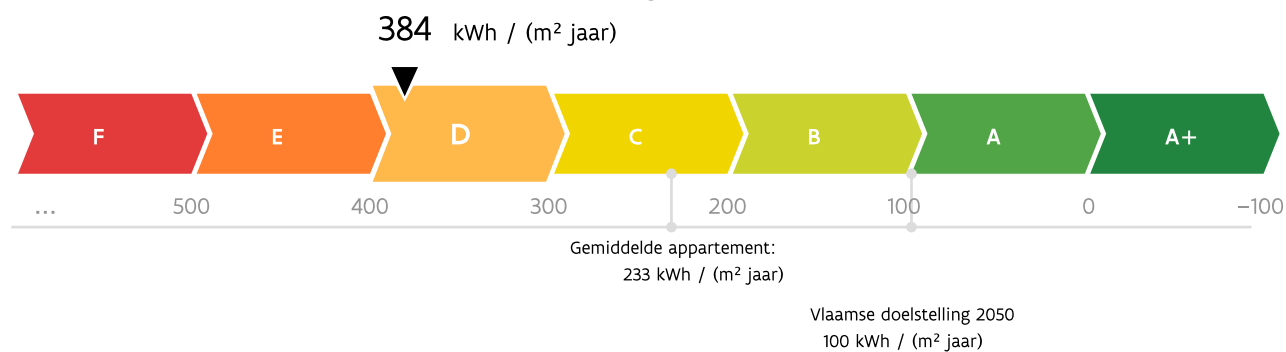 384 kWh / (m² jaar)
F E D C B A A+
... 500 400 300 200 100 0 −100
Gemiddelde appartement:
233 kWh / (m² jaar)
Vlaamse doelstelling 2050
100 kWh / (m² jaar)